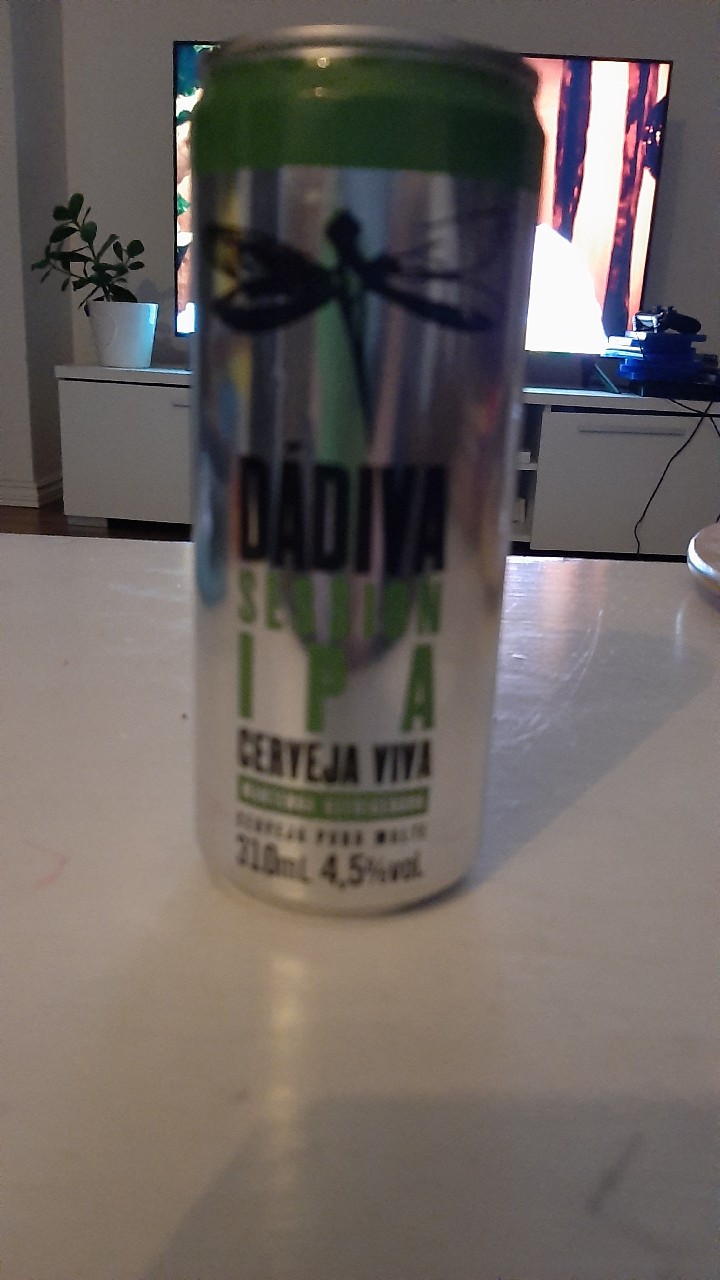 DÁDIVA
SESSION
IPA
CERVEJA VIVA
CERVEJA PURO MALTE
310mL 4,5%vol